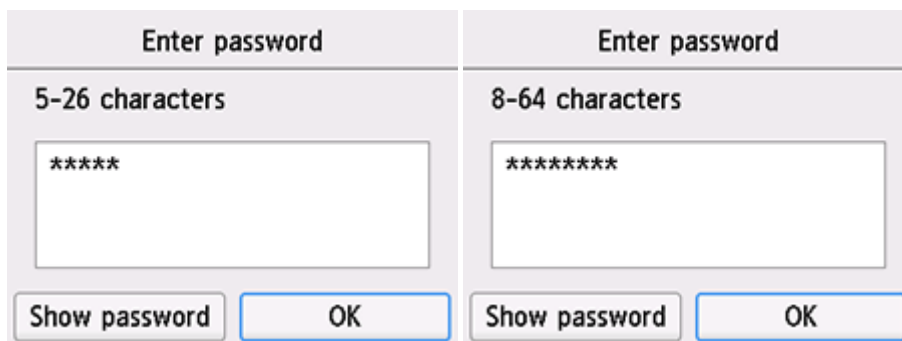 Enter password
5-26 characters
*****
Show password
OK
Enter password
8-64 characters
********
Show password
OK